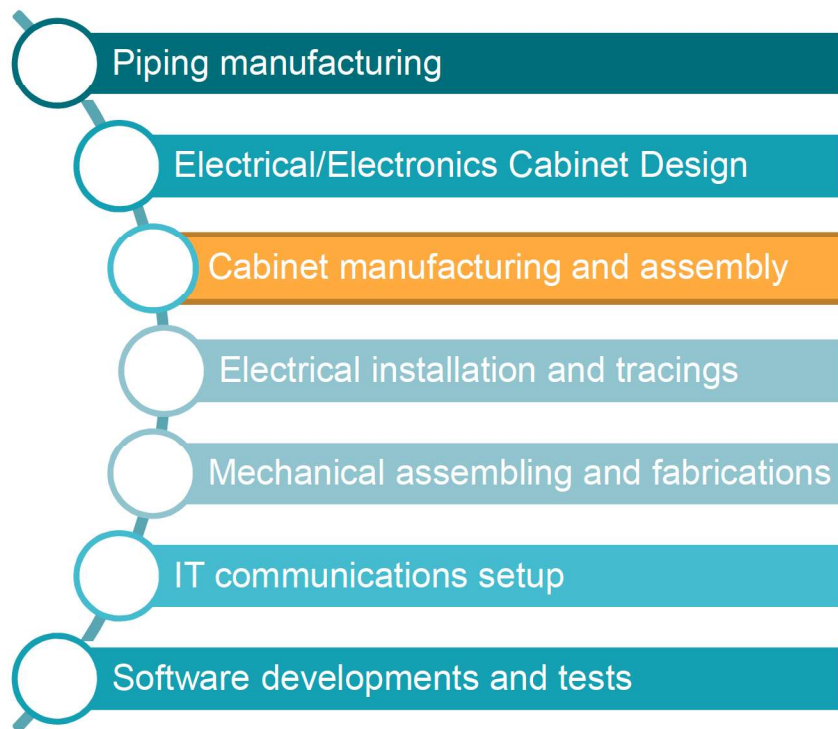 Piping manufacturing
Electrical/Electronics Cabinet Design
Cabinet manufacturing and assembly
Electrical installation and tracings
Mechanical assembling and fabrications
IT communications setup
Software developments and tests